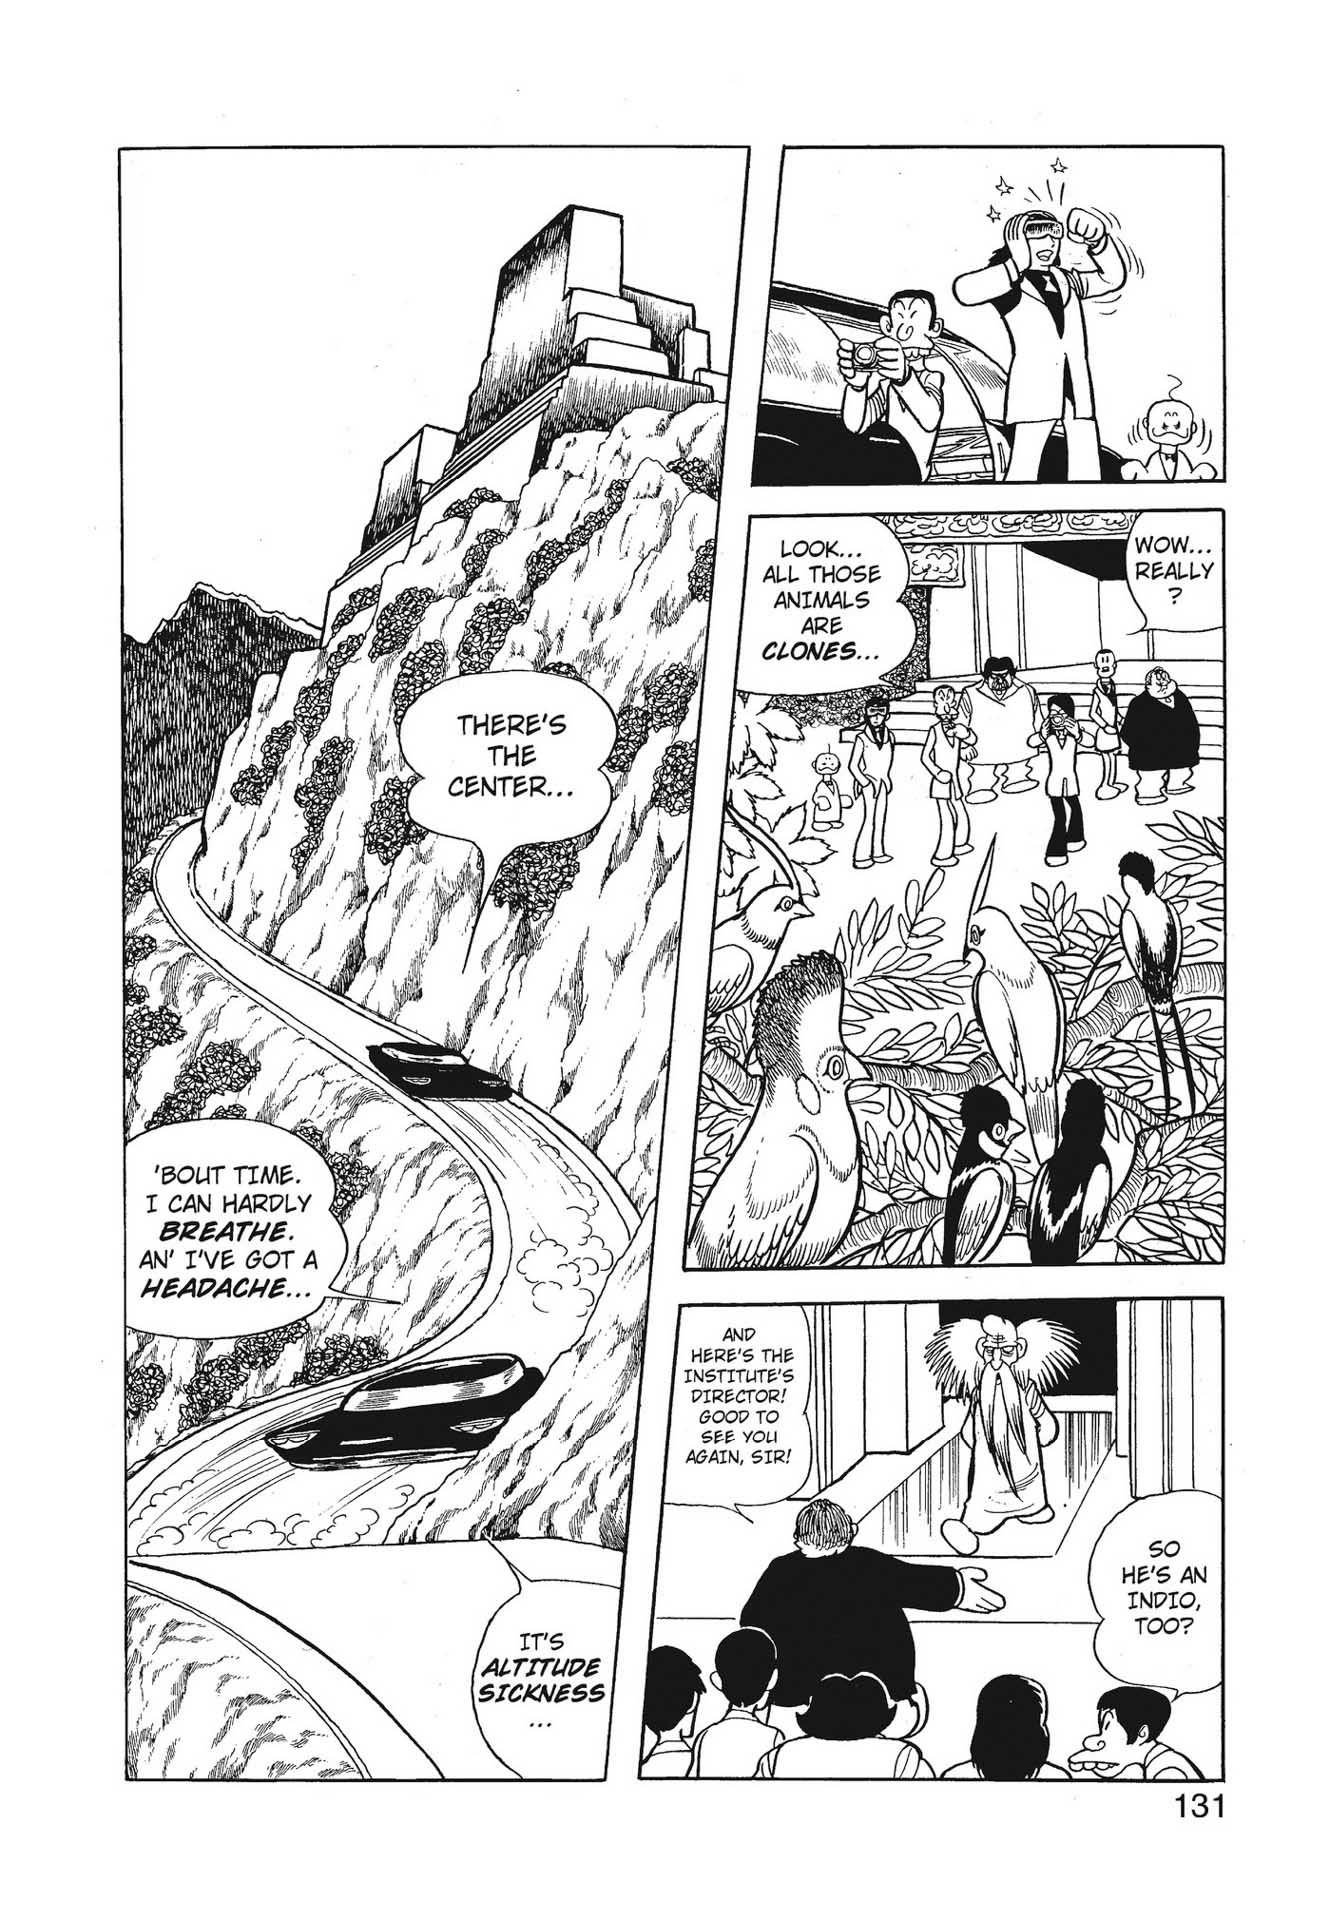 THERE'S
THE
CENTER...
'BOUT TIME.
I CAN HARDLY
BREATHE.
AN' I'VE GOT A
HEADACHE...
IT'S
ALTITUDE
SICKNESS
...
LOOK...
ALL THOSE
ANIMALS
ARE
CLONES...
WOW...
REALLY
?
AND
HERE'S THE
INSTITUTE'S
DIRECTOR!
GOOD TO
SEE YOU
AGAIN, SIR!
SO
HE'S AN
INDIO,
TOO?
131